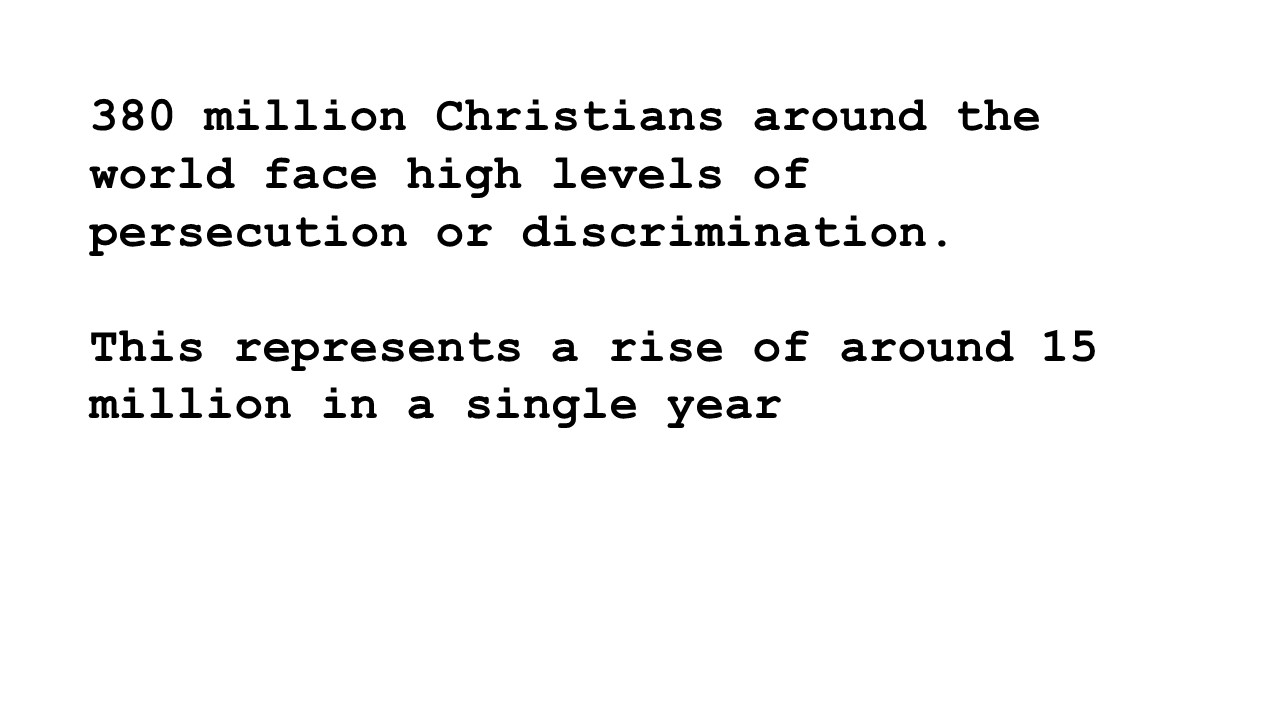 380 million Christians around the
world face high levels of
persecution or discrimination.
This represents a rise of around 15
million in a single year